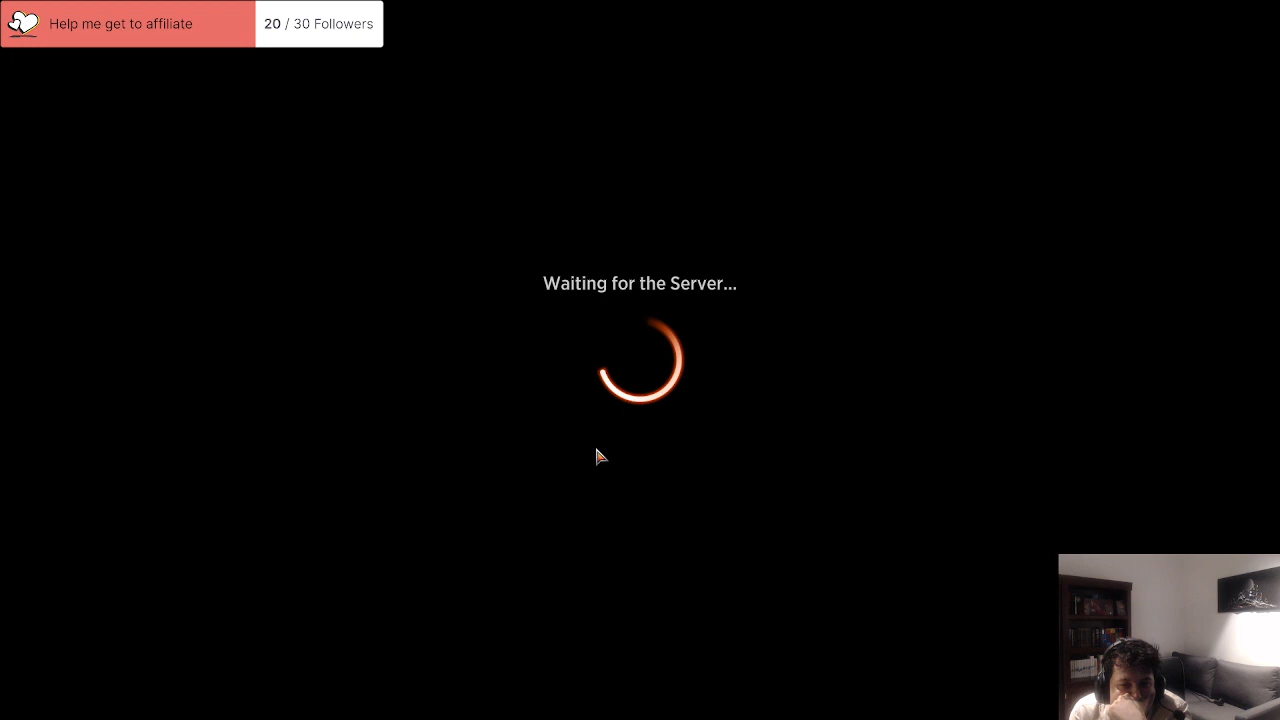 Help me get to affiliate 20 / 30 Followers
Waiting for the Server...